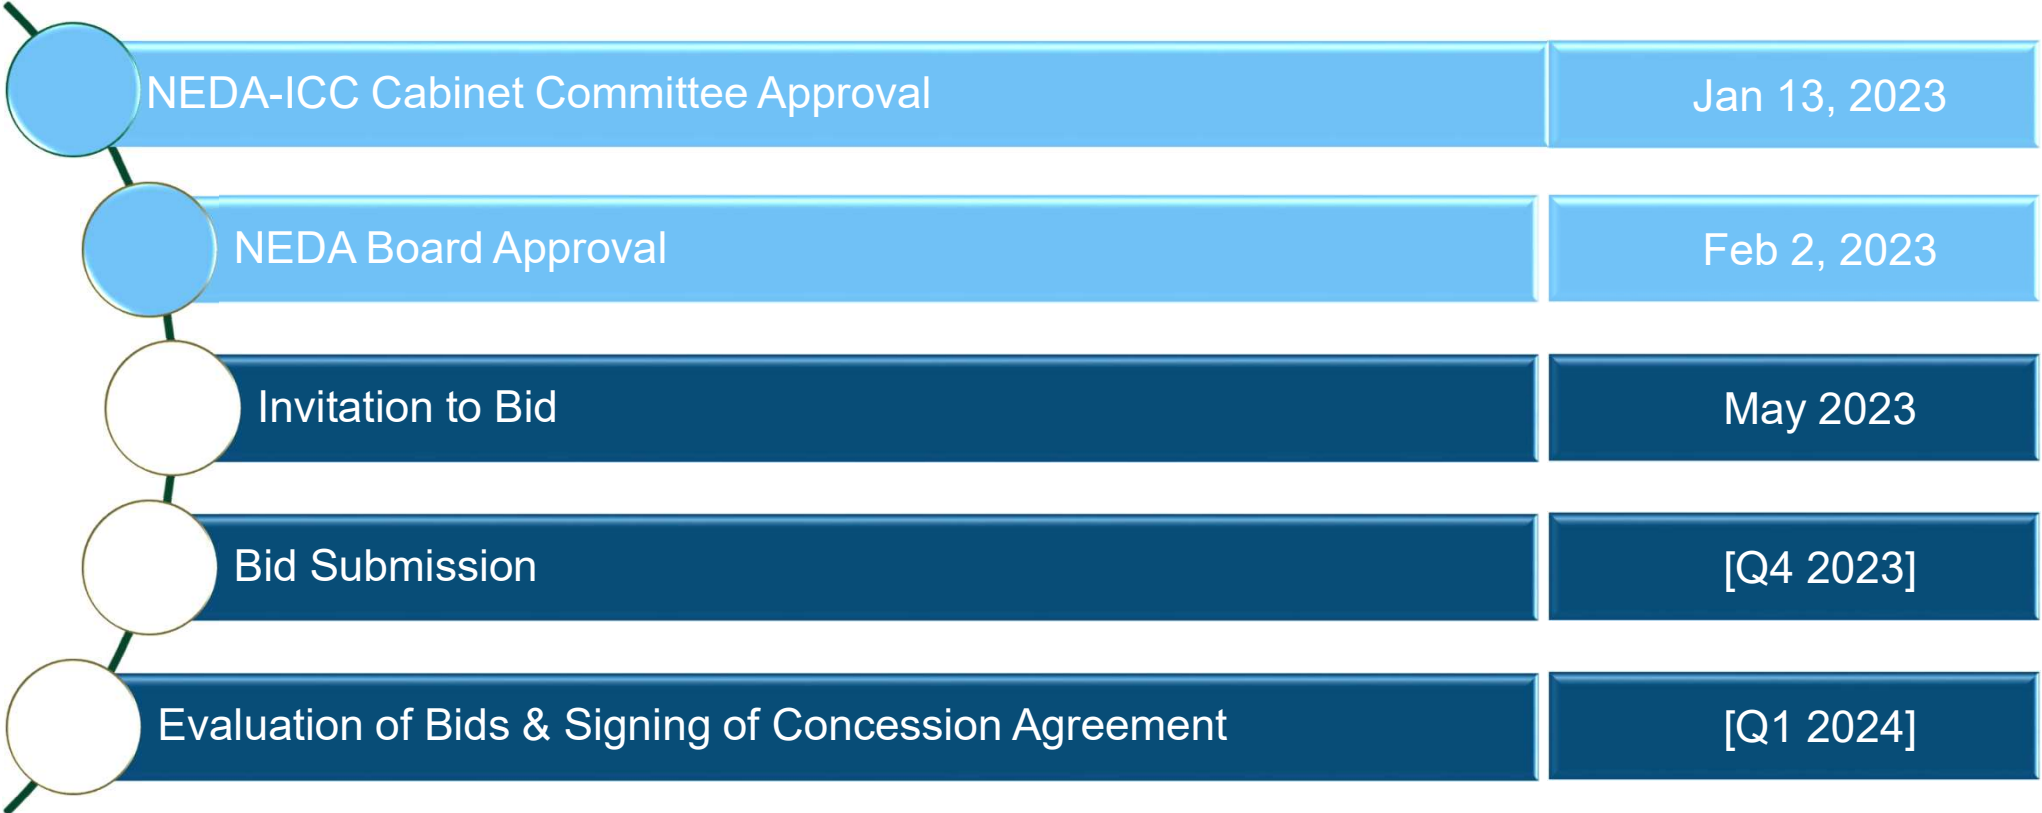 NEDA-ICC Cabinet Committee Approval
Jan 13, 2023
NEDA Board Approval
Feb 2, 2023
Invitation to Bid
May 2023
Bid Submission
[Q4 2023]
Evaluation of Bids & Signing of Concession Agreement
[Q1 2024]